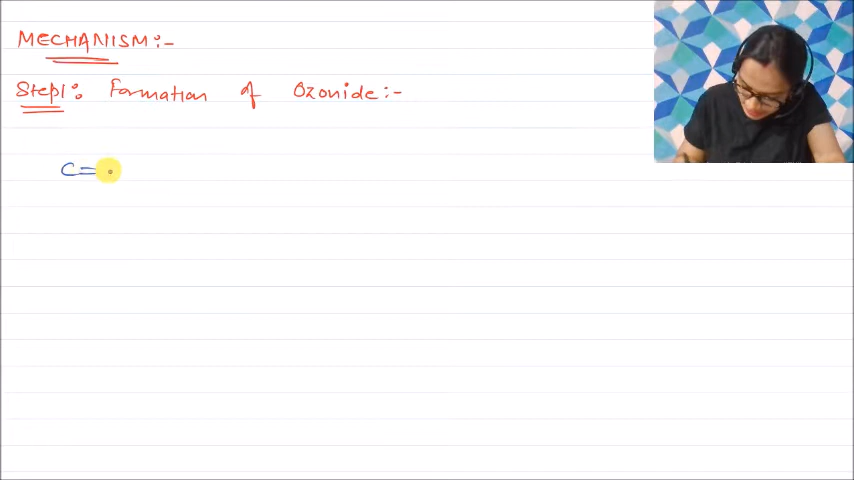 MECHANISM:-
Step1: Formation of Ozonide:-
C=